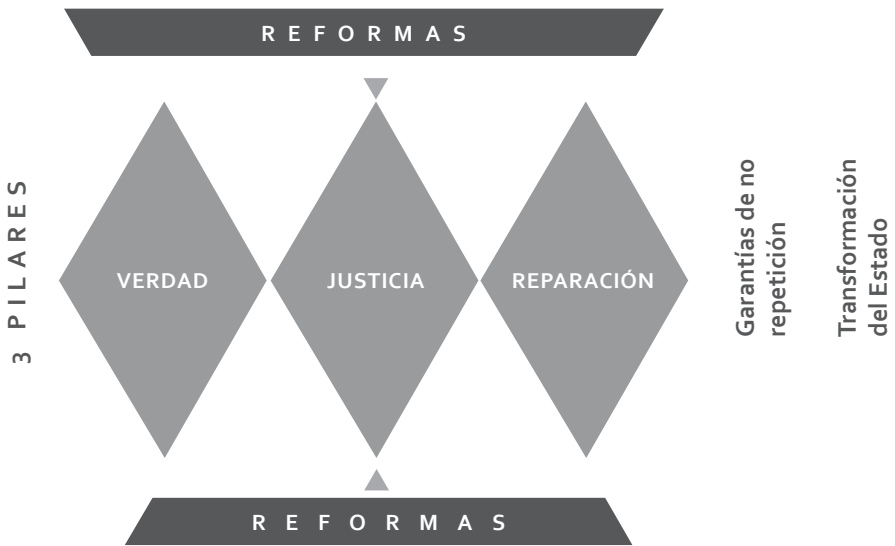 REFORMAS
3 PILARES
VERDAD
JUSTICIA
REPARACIÓN
Garantías de no
repetición
Transformación
del Estado
REFORMAS